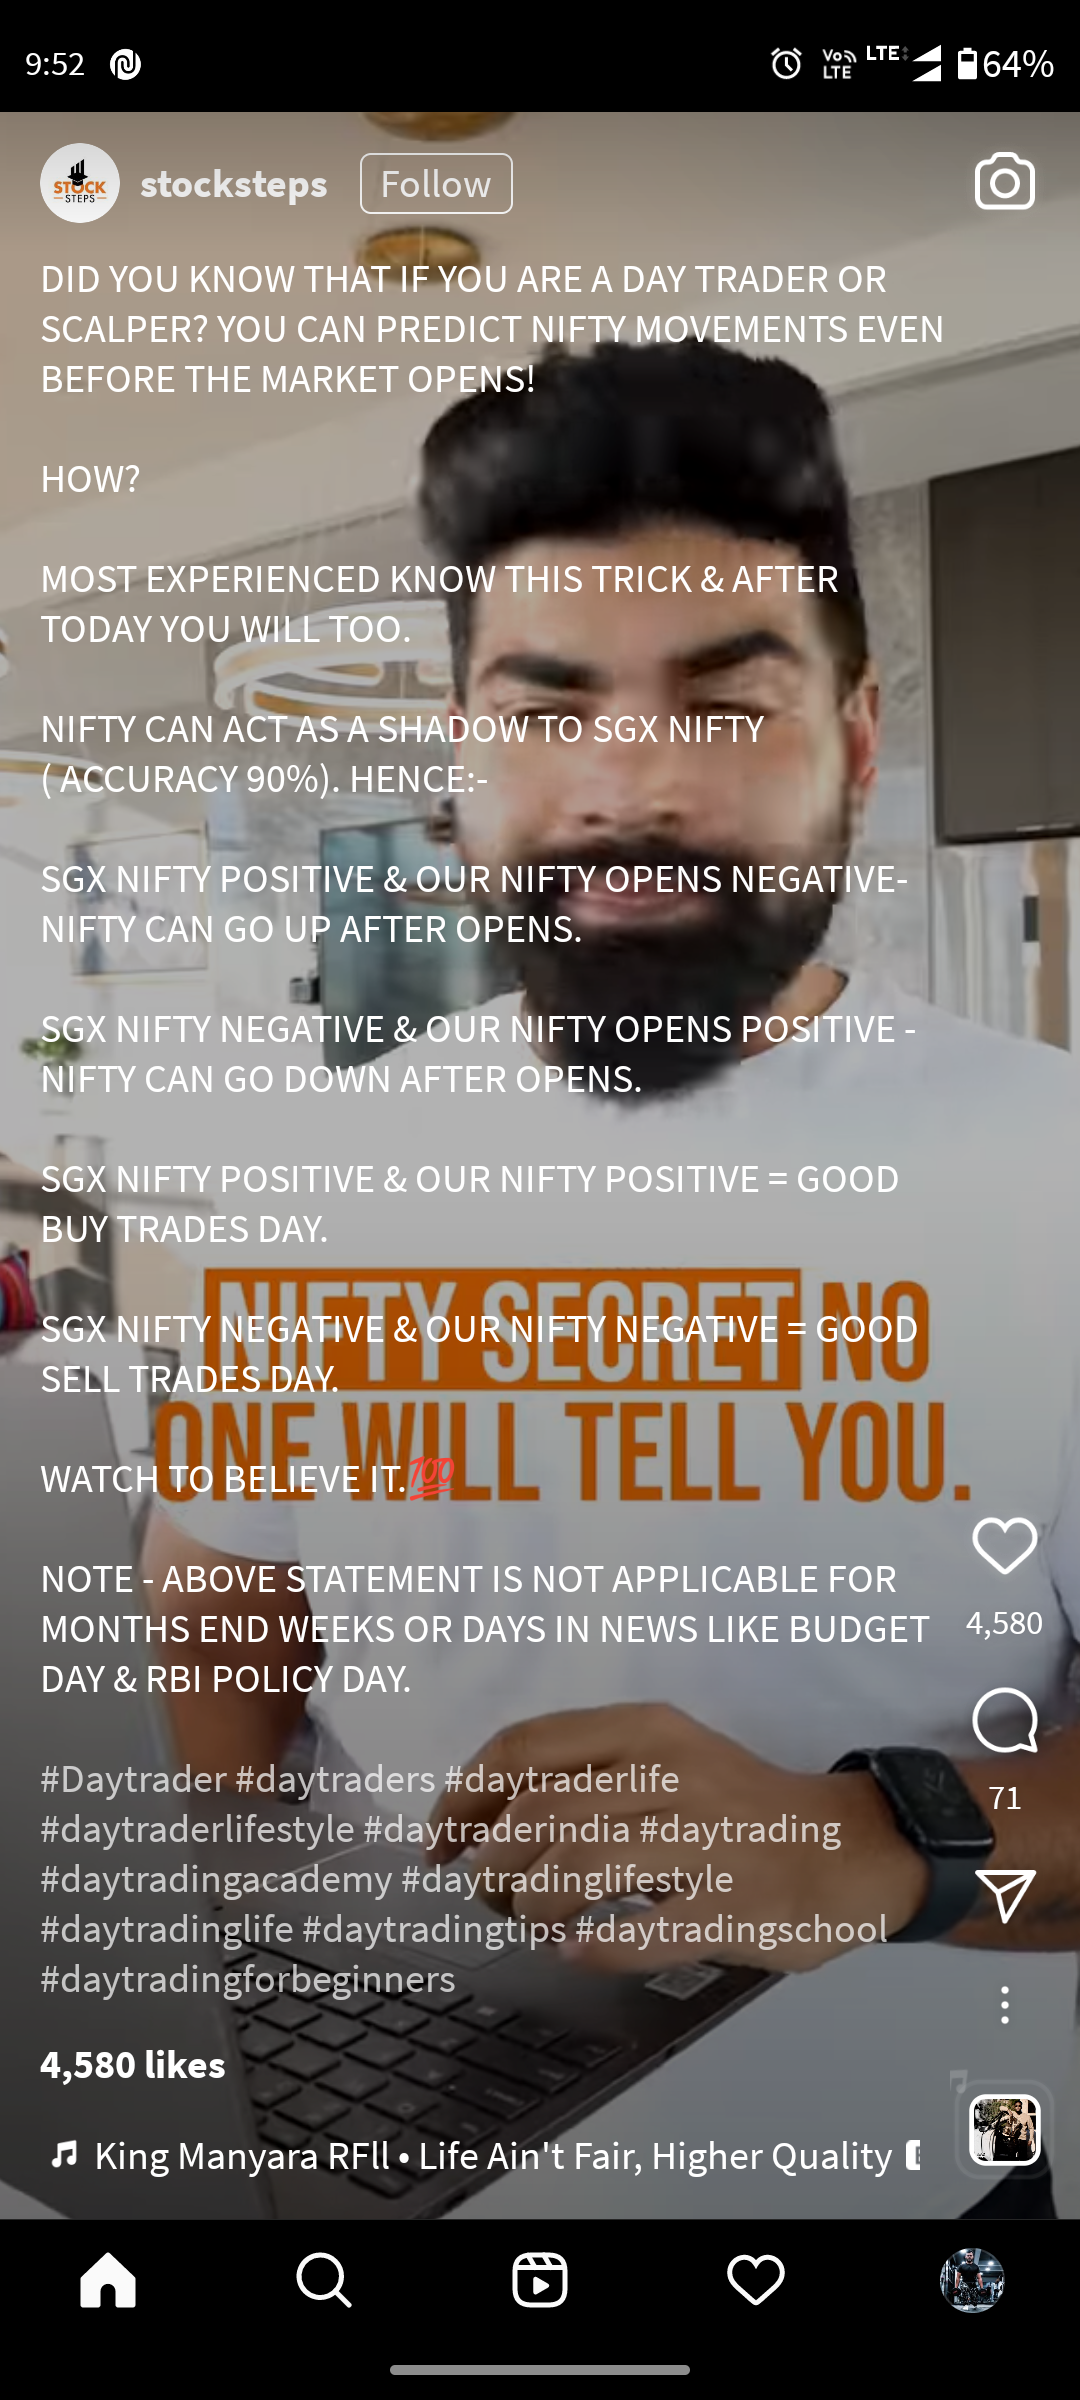 9:52
Vo LTE LTE 64%
STOCK
STEPS
stocksteps Follow
DID YOU KNOW THAT IF YOU ARE A DAY TRADER OR
SCALPER? YOU CAN PREDICT NIFTY MOVEMENTS EVEN
BEFORE THE MARKET OPENS!
HOW?
MOST EXPERIENCED KNOW THIS TRICK & AFTER
TODAY YOU WILL TOO.
NIFTY CAN ACT AS A SHADOW TO SGX NIFTY
( ACCURACY 90%). HENCE:-
SGX NIFTY POSITIVE & OUR NIFTY OPENS NEGATIVE-
NIFTY CAN GO UP AFTER OPENS.
SGX NIFTY NEGATIVE & OUR NIFTY OPENS POSITIVE -
NIFTY CAN GO DOWN AFTER OPENS.
SGX NIFTY POSITIVE & OUR NIFTY POSITIVE = GOOD
BUY TRADES DAY.
NIFTY SECRET NO
SGX NIFTY NEGATIVE & OUR NIFTY NEGATIVE = GOOD
SELL TRADES DAY.
ONE WILL TELL YOU.
WATCH TO BELIEVE IT.💯
NOTE - ABOVE STATEMENT IS NOT APPLICABLE FOR
MONTHS END WEEKS OR DAYS IN NEWS LIKE BUDGET
DAY & RBI POLICY DAY.
4,580
71
#Daytrader #daytraders #daytraderlife
#daytraderlifestyle #daytraderindia #daytrading
#daytradingacademy #daytradinglifestyle
#daytradinglife #daytradingtips #daytradingschool
#daytradingforbeginners
4,580 likes
King Manyara RFll • Life Ain't Fair, Higher Quality